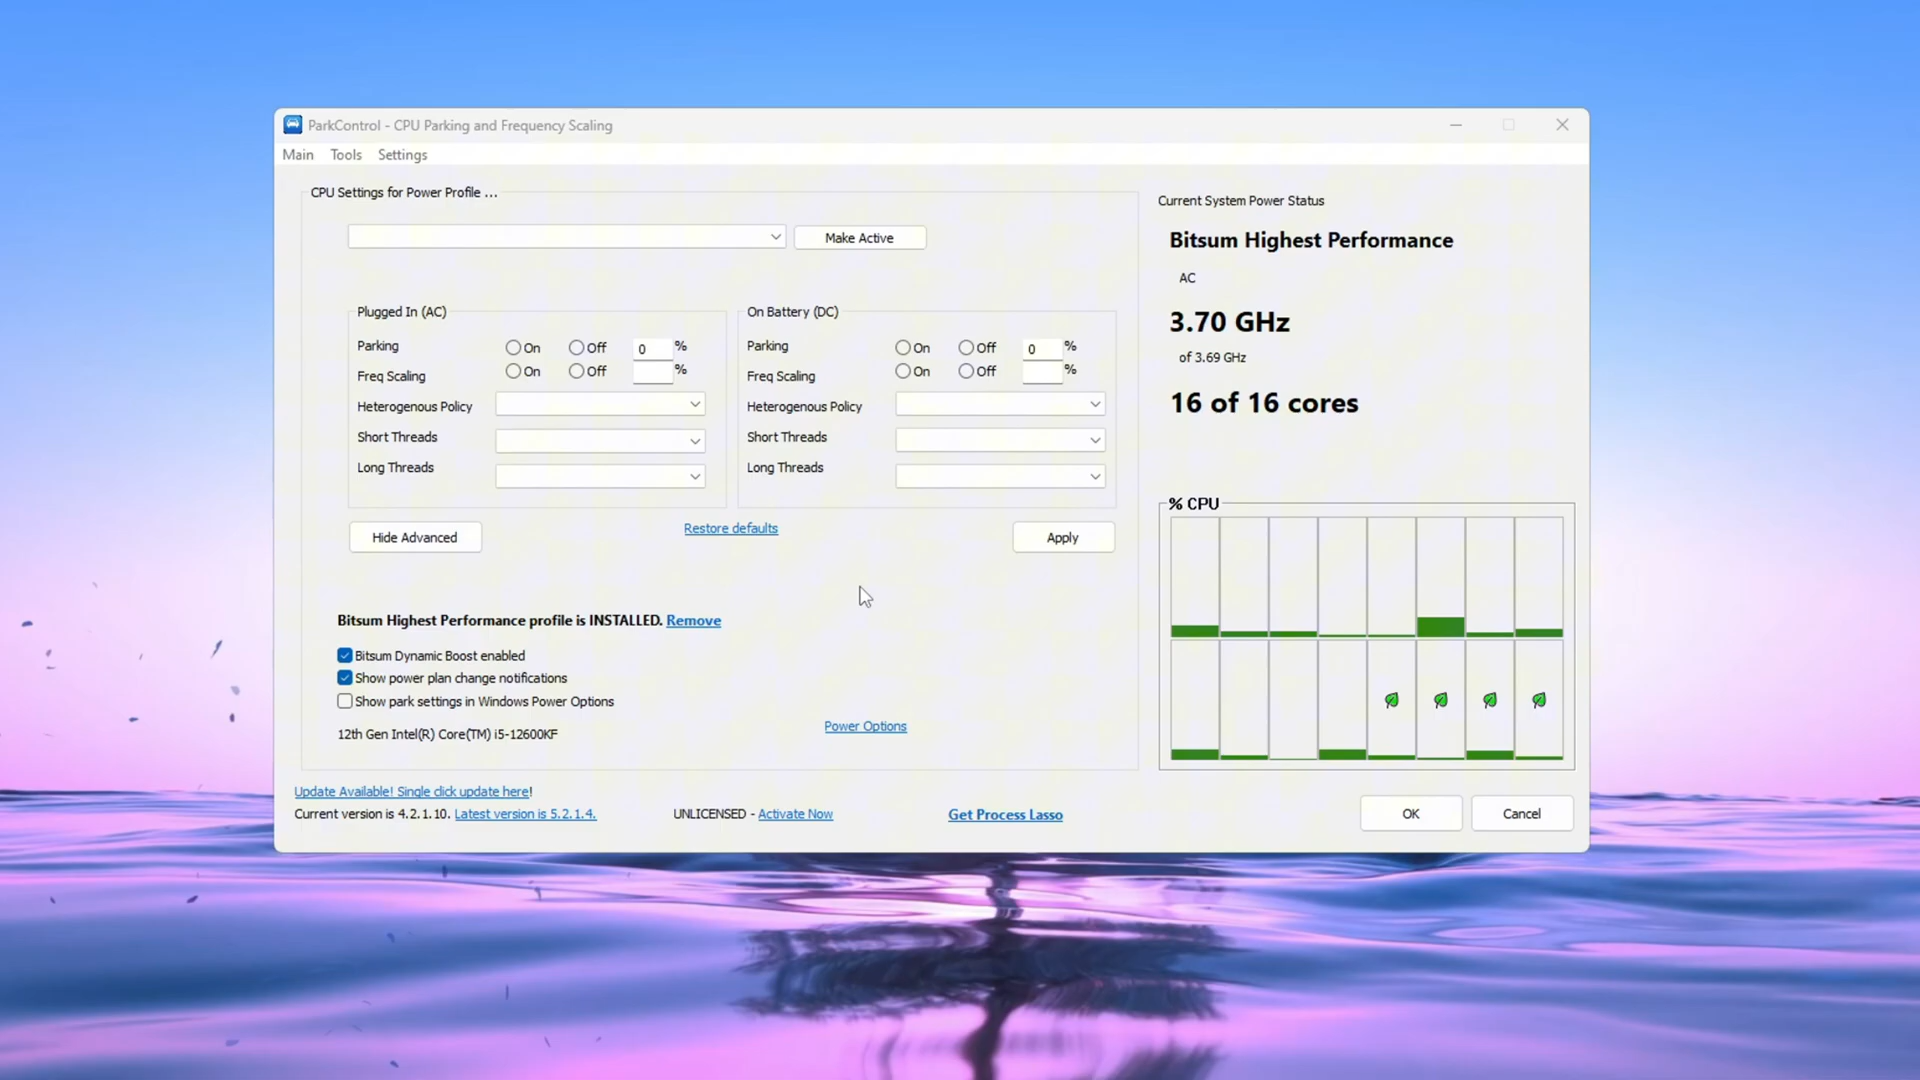 ParkControl - CPU Parking and Frequency Scaling
Main Tools Settings
CPU Settings for Power Profile ...
Make Active
Plugged In (AC)
Parking On Off 0 %
Freq Scaling On Off %
Heterogenous Policy
Short Threads
Long Threads
On Battery (DC)
Parking On Off 0 %
Freq Scaling On Off %
Heterogenous Policy
Short Threads
Long Threads
Hide Advanced
Restore defaults
Apply
Bitsum Highest Performance profile is INSTALLED. Remove
Bitsum Dynamic Boost enabled
Show power plan change notifications
Show park settings in Windows Power Options
12th Gen Intel(R) Core(TM) i5-12600KF
Power Options
Current System Power Status
Bitsum Highest Performance
AC
3.70 GHz
of 3.69 GHz
16 of 16 cores
% CPU
Update Available! Single click update here!
Current version is 4.2.1.10. Latest version is 5.2.1.4.
UNLICENSED - Activate Now
Get Process Lasso
OK
Cancel